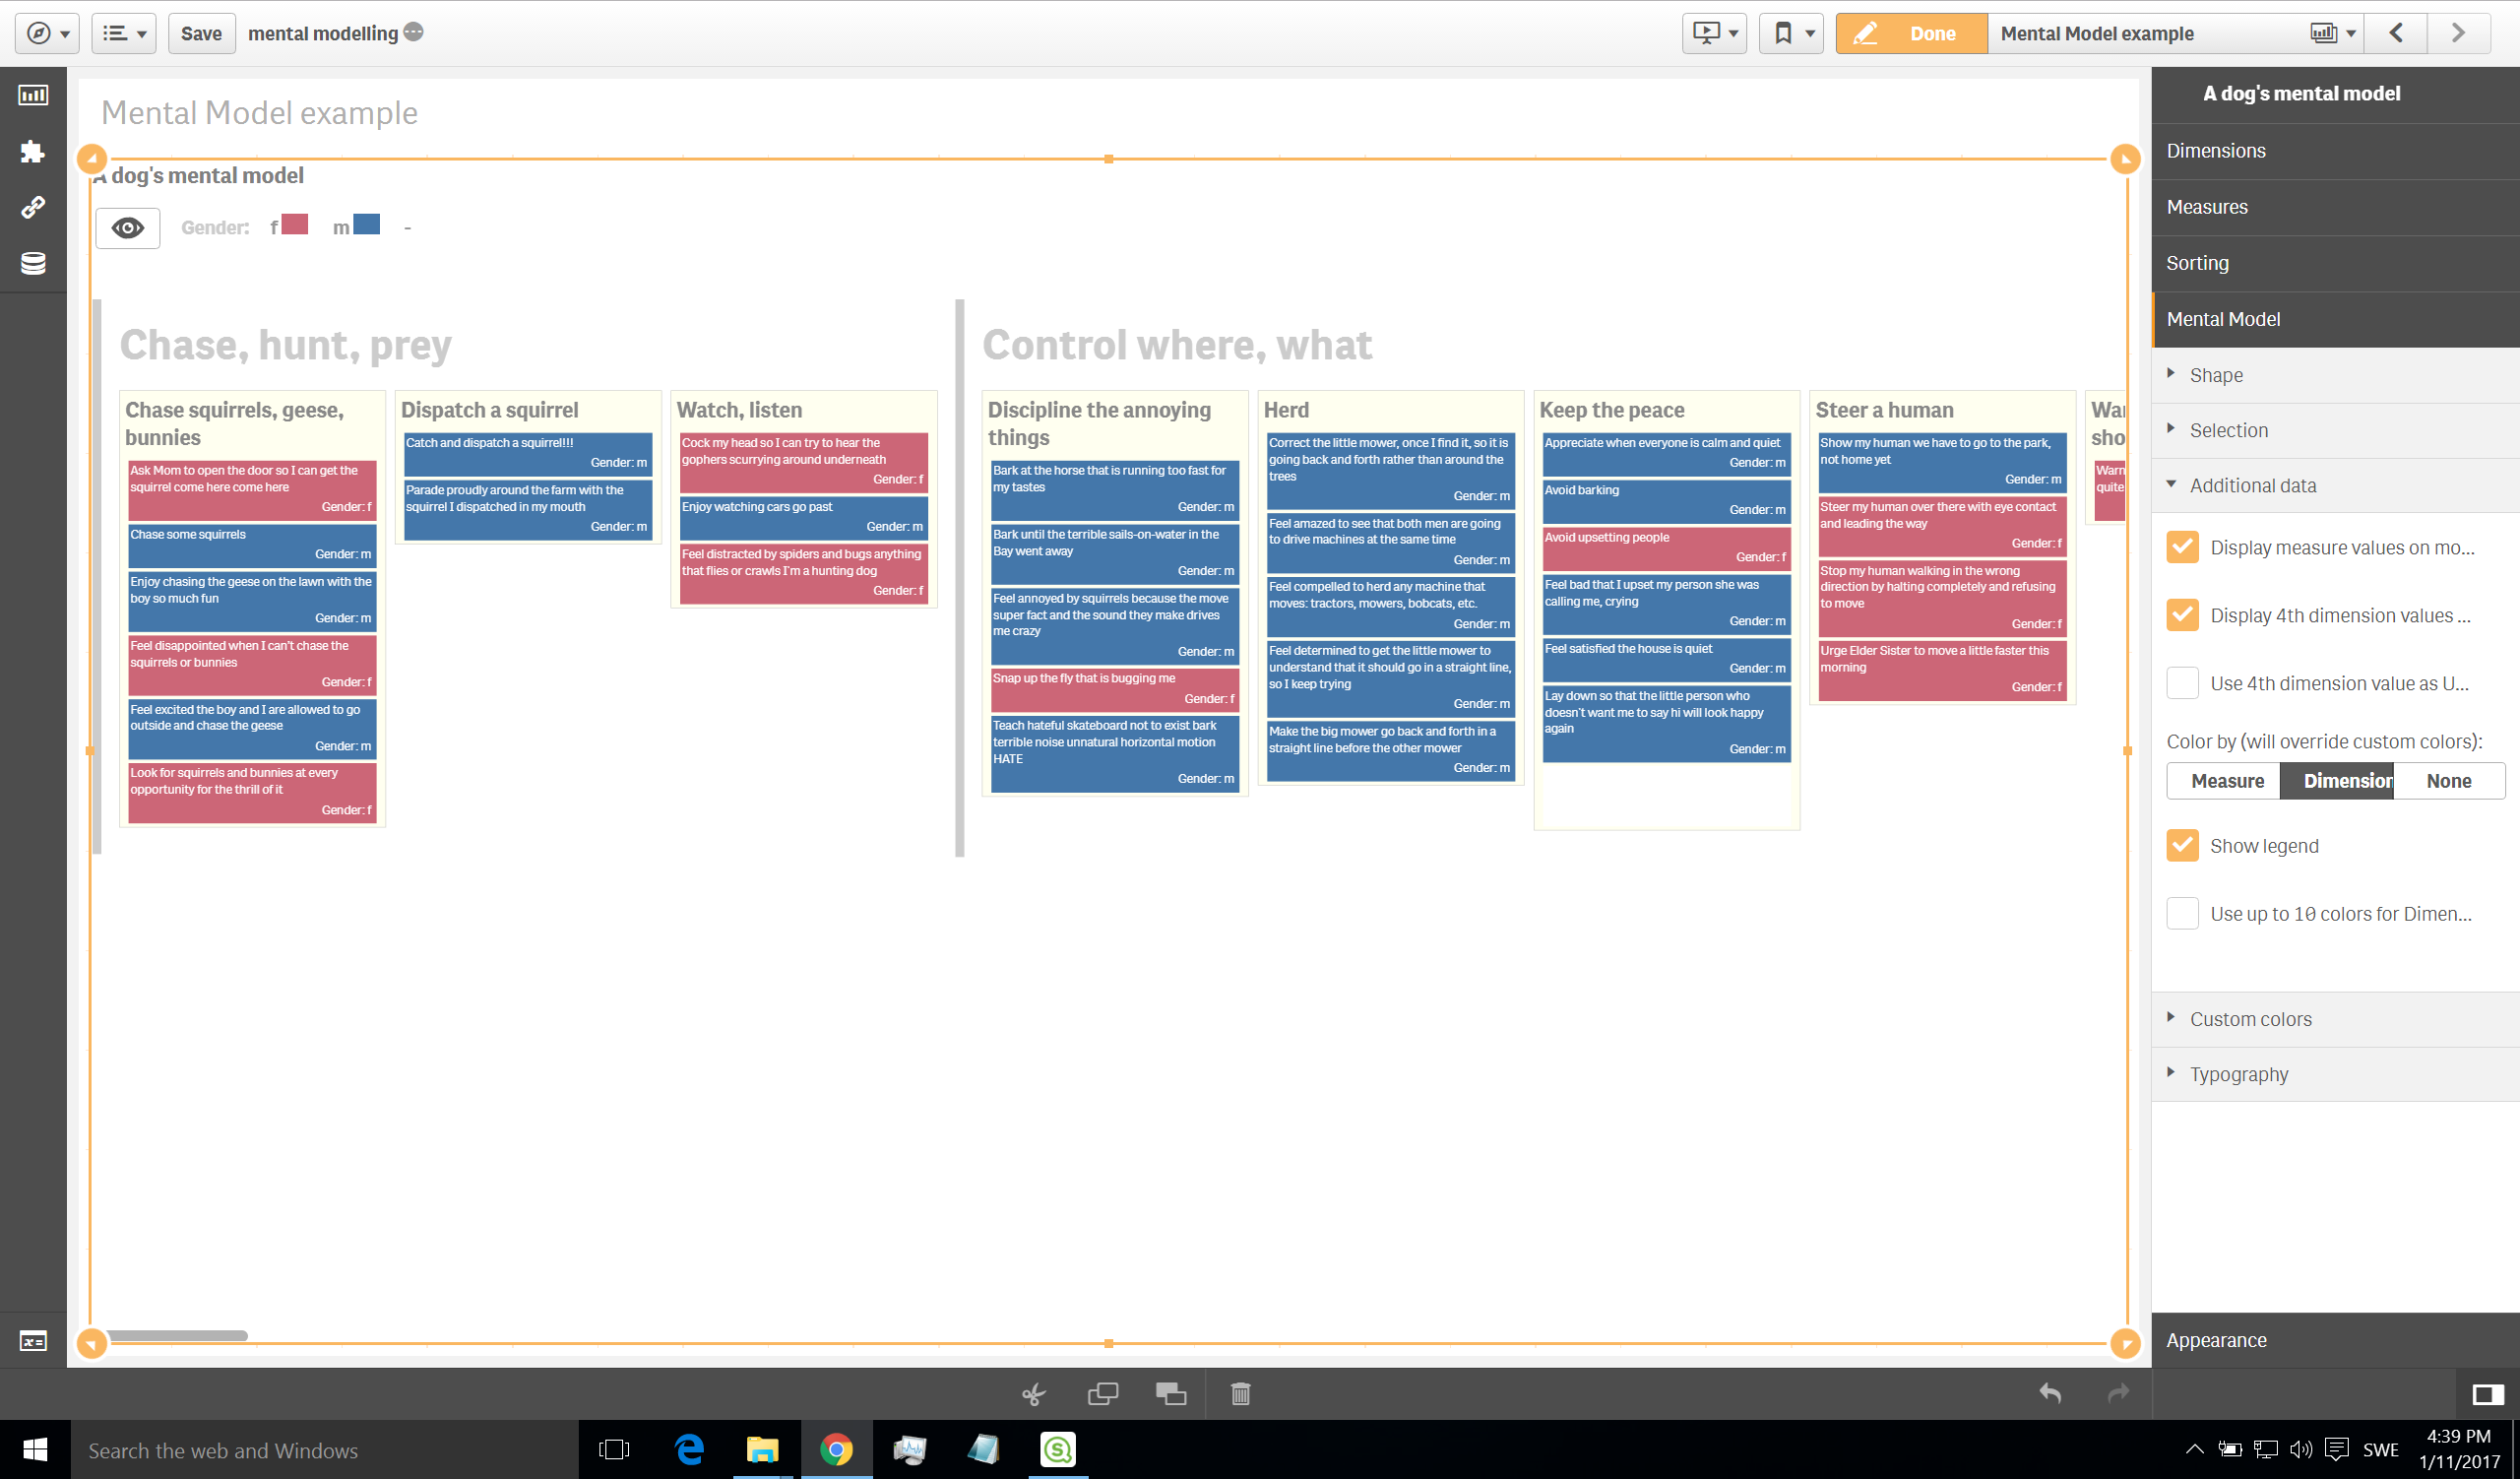 Save
mental modelling
Done
Mental Model example
Mental Model example
A dog's mental model
Gender: f m -
Chase, hunt, prey
Chase squirrels, geese,
bunnies
Ask Mom to open the door so I can get the
squirrel come here come here
Gender: f
Chase some squirrels
Gender: m
Enjoy chasing the geese on the lawn with the
boy so much fun
Gender: m
Feel disappointed when I can't chase the
squirrels or bunnies
Gender: f
Feel excited the boy and I are allowed to go
outside and chase the geese
Gender: m
Look for squirrels and bunnies at every
opportunity for the thrill of it
Gender: f
Dispatch a squirrel
Catch and dispatch a squirrel!!!
Gender: m
Parade proudly around the farm with the
squirrel I dispatched in my mouth
Gender: m
Watch, listen
Cock my head so I can try to hear the
gophers scurrying around underneath
Gender: f
Enjoy watching cars go past
Gender: m
Feel distracted by spiders and bugs anything
that flies or crawls I'm a hunting dog
Gender: f
Control where, what
Discipline the annoying
things
Bark at the horse that is running too fast for
my tastes
Gender: m
Bark until the terrible sails-on-water in the
Bay went away
Gender: m
Feel annoyed by squirrels because the move
super fact and the sound they make drives
me crazy
Gender: m
Snap up the fly that is bugging me
Gender: f
Teach hateful skateboard not to exist bark
terrible noise unnatural horizontal motion
HATE
Gender: m
Herd
Correct the little mower, once I find it, so it is
going back and forth rather than around the
trees
Gender: m
Feel amazed to see that both men are going
to drive machines at the same time
Gender: m
Feel compelled to herd any machine that
moves: tractors, mowers, bobcats, etc.
Gender: m
Feel determined to get the little mower to
understand that it should go in a straight line,
so I keep trying
Gender: m
Make the big mower go back and forth in a
straight line before the other mower
Gender: m
Keep the peace
Appreciate when everyone is calm and quiet
Gender: m
Avoid barking
Gender: m
Avoid upsetting people
Gender: f
Feel bad that I upset my person she was
calling me, crying
Gender: m
Feel satisfied the house is quiet
Gender: m
Lay down so that the little person who
doesn't want me to say hi will look happy
again
Gender: m
Steer a human
Show my human we have to go to the park,
not home yet
Gender: m
Steer my human over there with eye contact
and leading the way
Gender: f
Stop my human walking in the wrong
direction by halting completely and refusing
to move
Gender: f
Urge Elder Sister to move a little faster this
morning
Gender: f
War
sho
Warn
quite
A dog's mental model
Dimensions
Measures
Sorting
Mental Model
Shape
Selection
Additional data
Display measure values on mo...
Display 4th dimension values ...
Use 4th dimension value as U...
Color by (will override custom colors):
Measure Dimension None
Show legend
Use up to 10 colors for Dimen...
Custom colors
Typography
Appearance
x=
Search the web and Windows
SWE
4:39 PM
1/11/2017